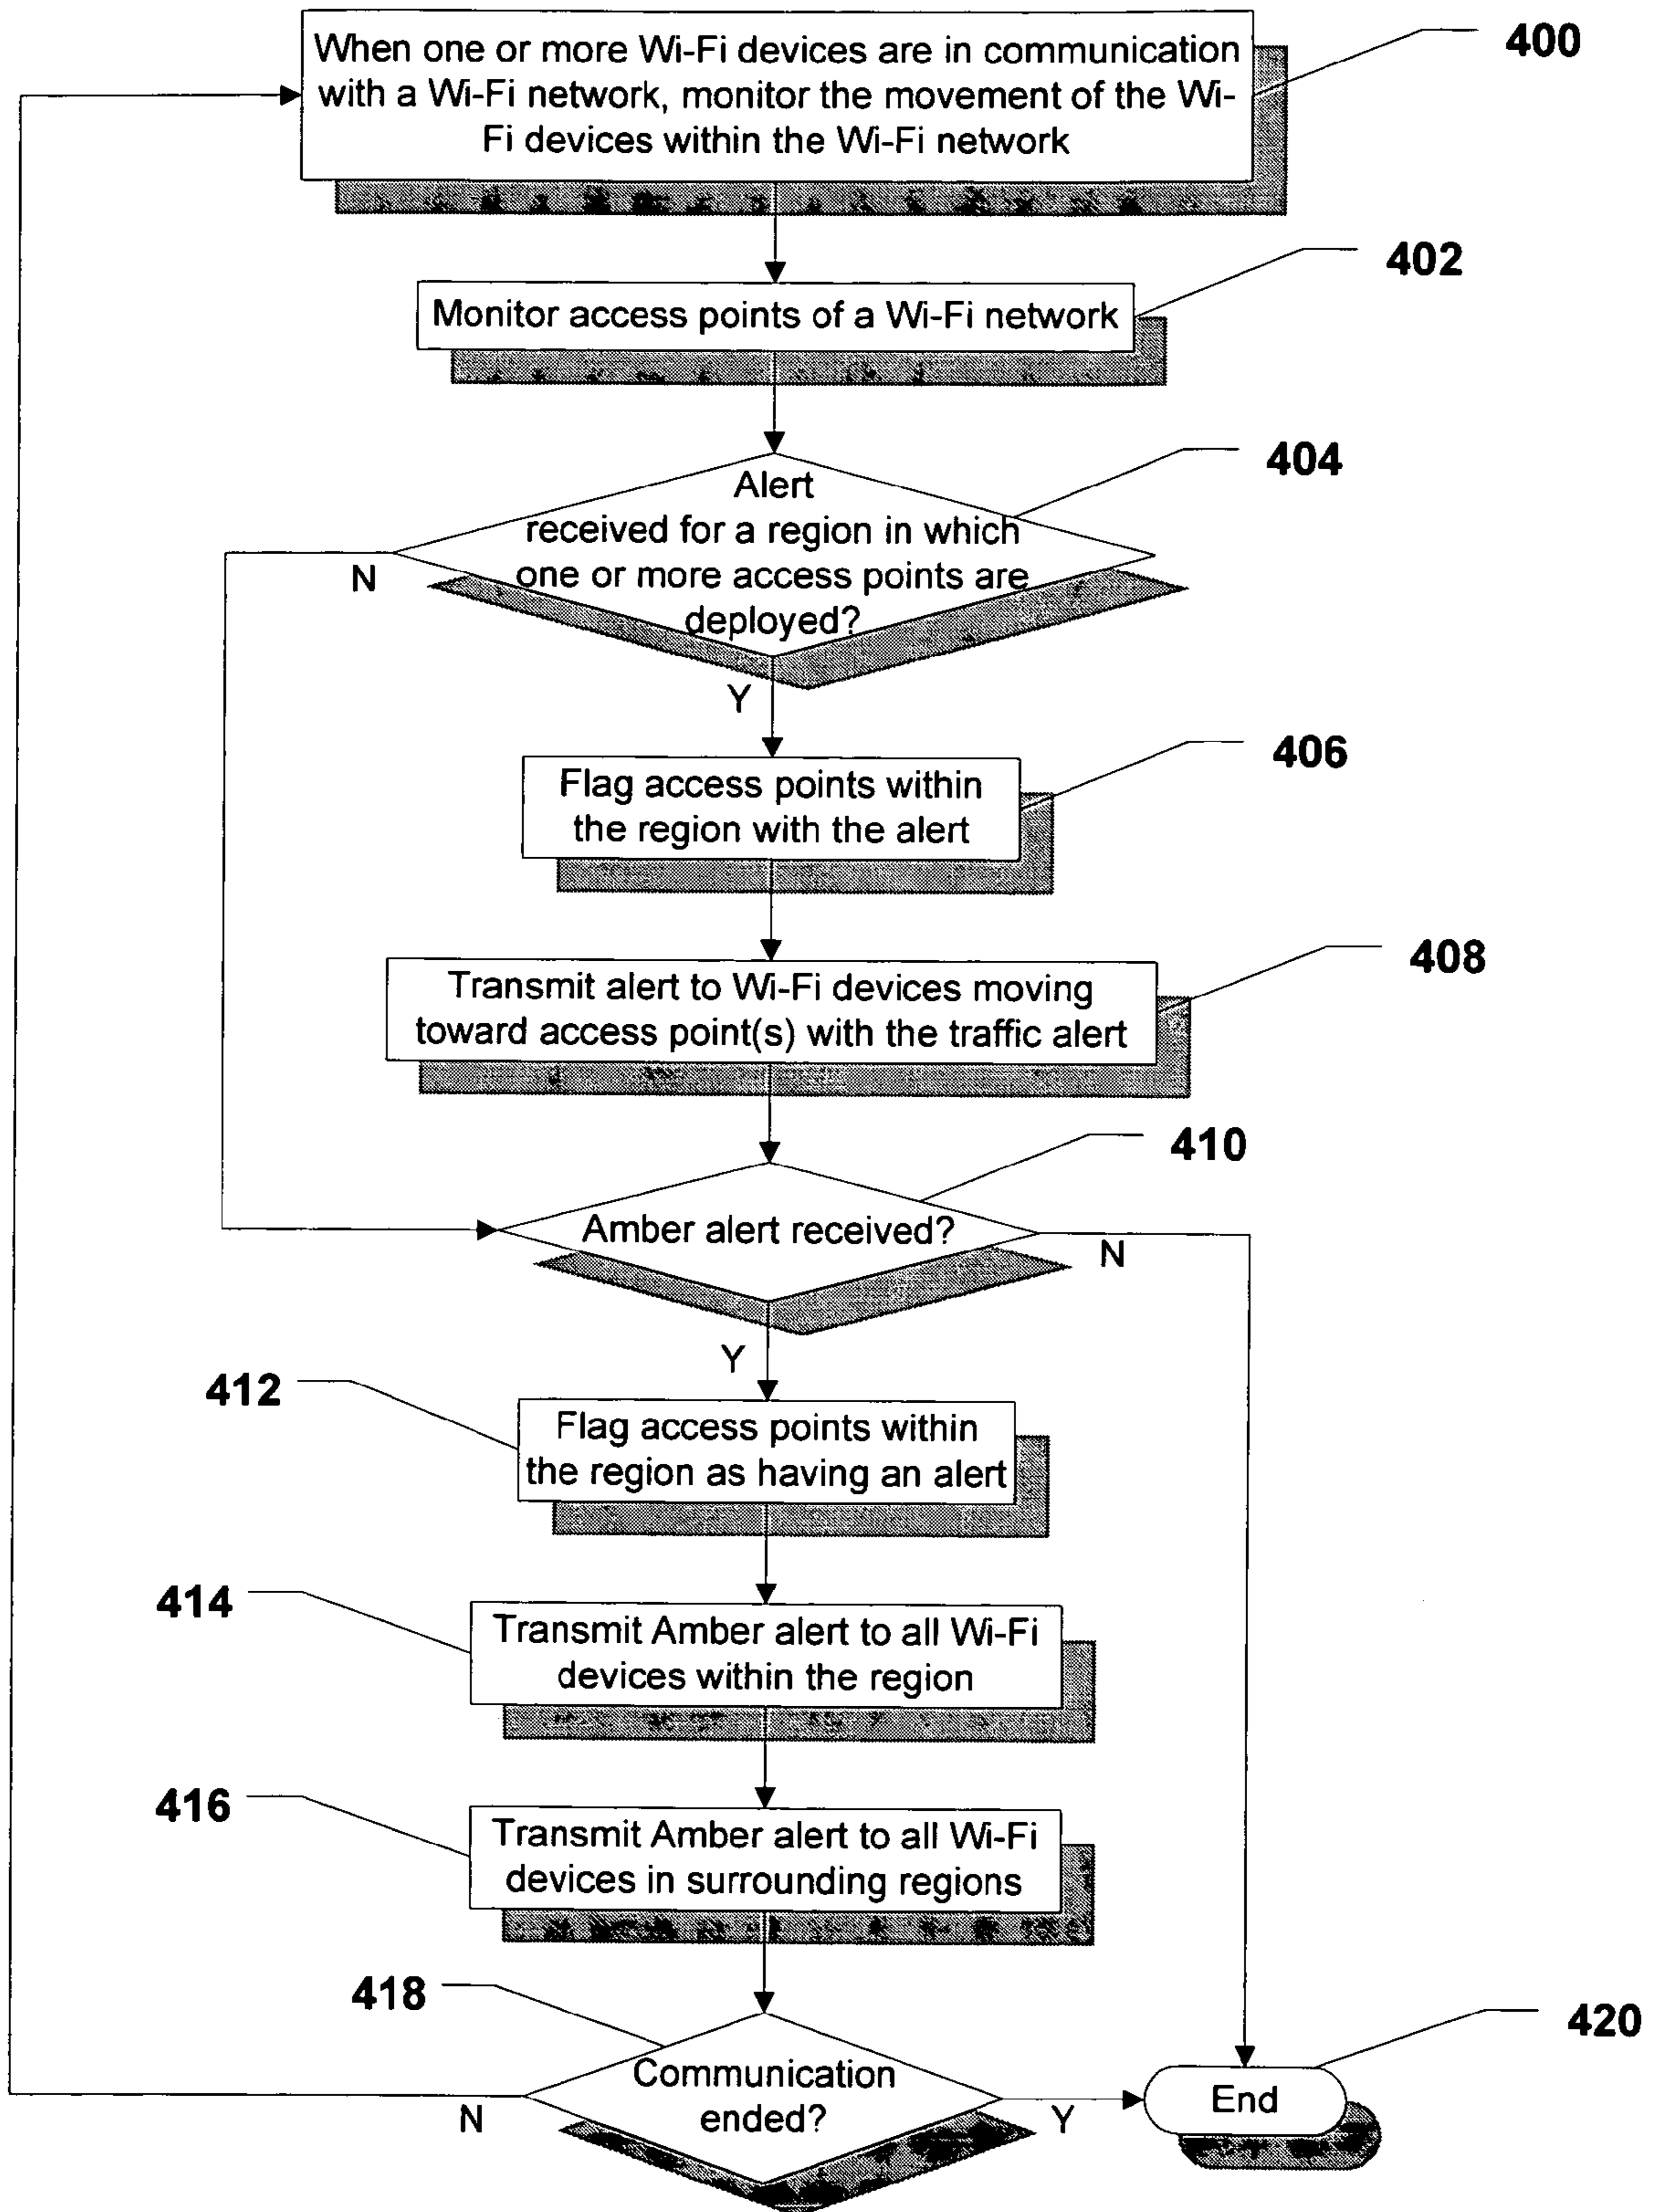 When one or more Wi-Fi devices are in communication
with a Wi-Fi network, monitor the movement of the Wi-
Fi devices within the Wi-Fi network
400
Monitor access points of a Wi-Fi network
402
Alert
received for a region in which
one or more access points are
deployed?
404
N
Y
Flag access points within
the region with the alert
406
Transmit alert to Wi-Fi devices moving
toward access point(s) with the traffic alert
408
Amber alert received?
410
N
Y
412
Flag access points within
the region as having an alert
414
Transmit Amber alert to all Wi-Fi
devices within the region
416
Transmit Amber alert to all Wi-Fi
devices in surrounding regions
418
Communication
ended?
N
Y
End
420